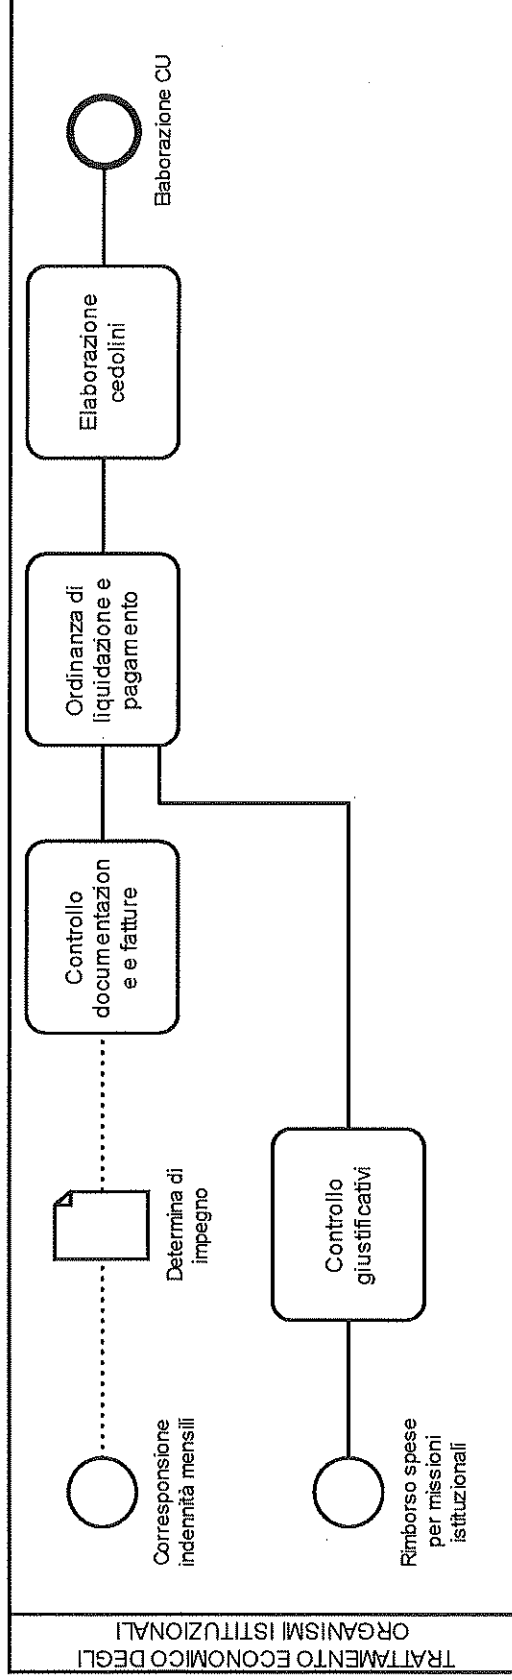 TRATTAMENTO ECONOMICO DEGLI
ORGANISMI ISTITUZIONALI
Corresponsione
indennità mensili
Determina di
impegno
Controllo
documentazion
e e fatture
Ordinanza di
liquidazione e
pagamento
Elaborazione
cedolini
Elaborazione CU
Rimborso spese
per missioni
istituzionali
Controllo
giustificativi